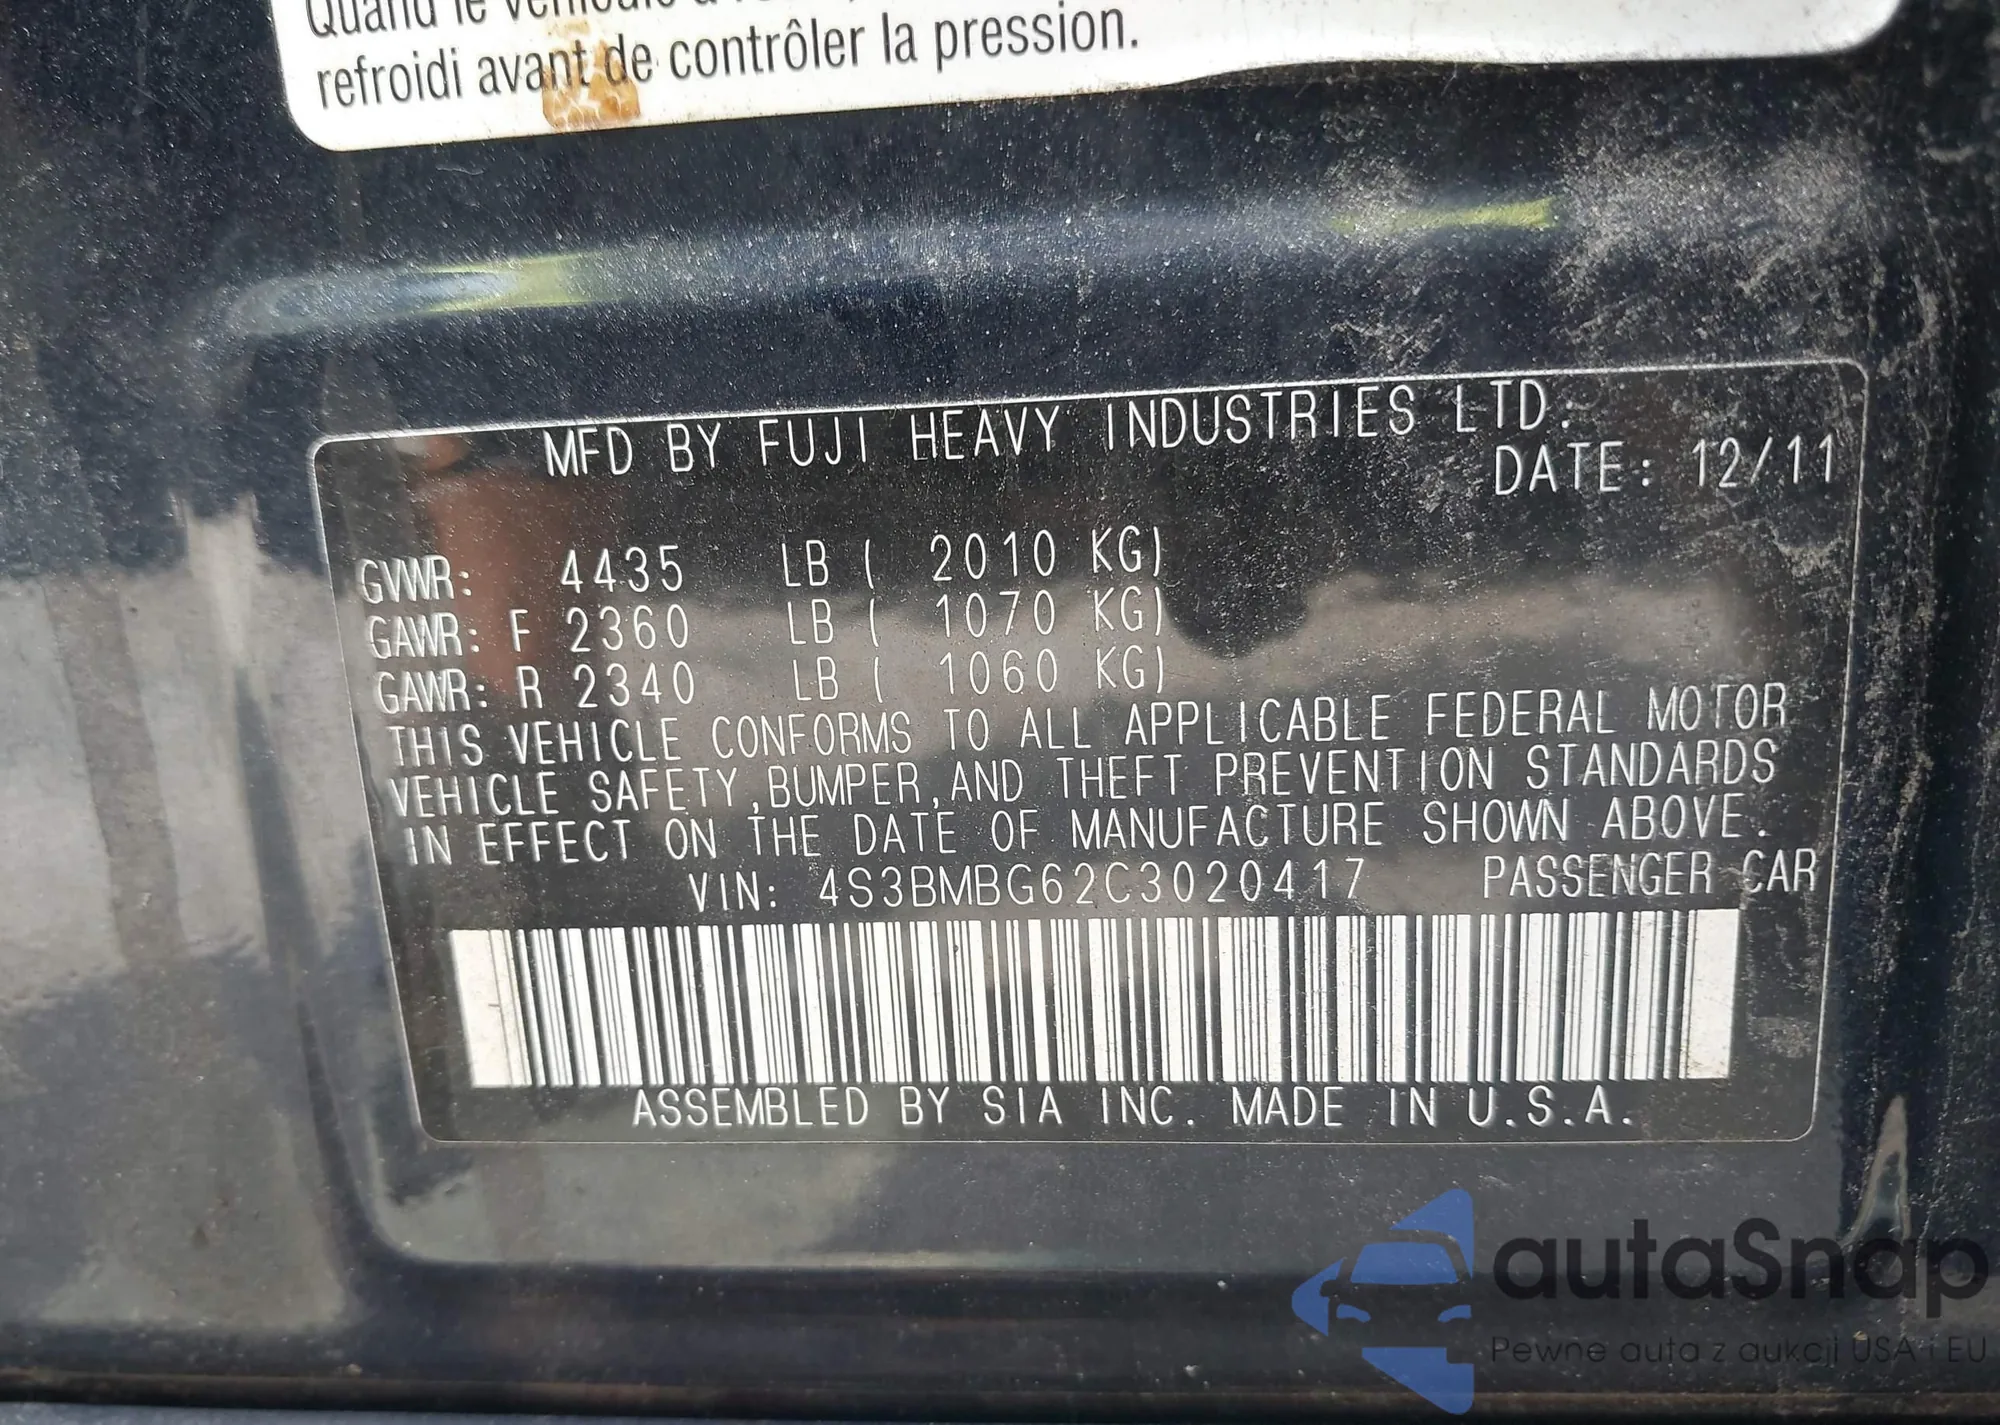 Quand le véhicule a
refroidi avant de contrôler la pression.
MFD BY FUJI HEAVY INDUSTRIES LTD.
DATE: 12/11
GVWR: 4435 LB ( 2010 KG)
GAWR: F 2360 LB ( 1070 KG)
GAWR: R 2340 LB ( 1060 KG)
THIS VEHICLE CONFORMS TO ALL APPLICABLE FEDERAL MOTOR
VEHICLE SAFETY,BUMPER,AND THEFT PREVENTION STANDARDS
IN EFFECT ON THE DATE OF MANUFACTURE SHOWN ABOVE.
VIN: 4S3BMBG62C3020417 PASSENGER CAR
ASSEMBLED BY SIA INC. MADE IN U.S.A.
autaSnap
Pewne auta z aukcji USA i EU